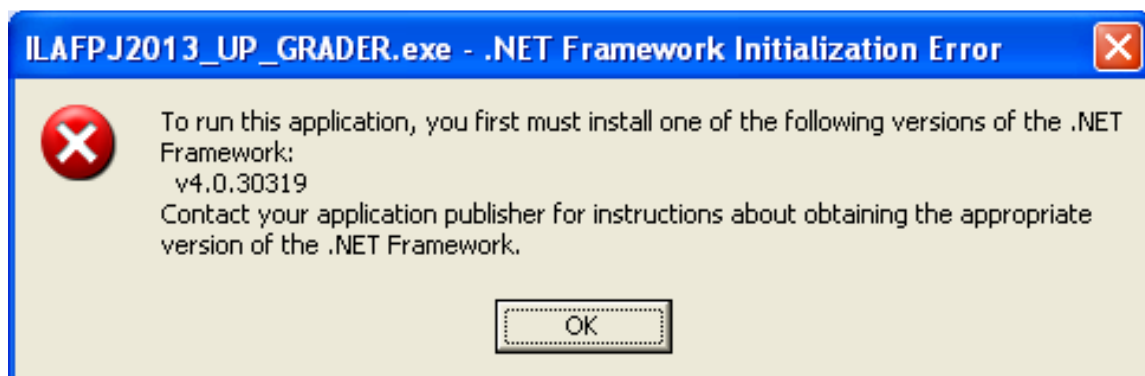 ILAFPJ2013_UP_GRADER.exe - .NET Framework Initialization Error
To run this application, you first must install one of the following versions of the .NET
Framework:
v4.0.30319
Contact your application publisher for instructions about obtaining the appropriate
version of the .NET Framework.
OK